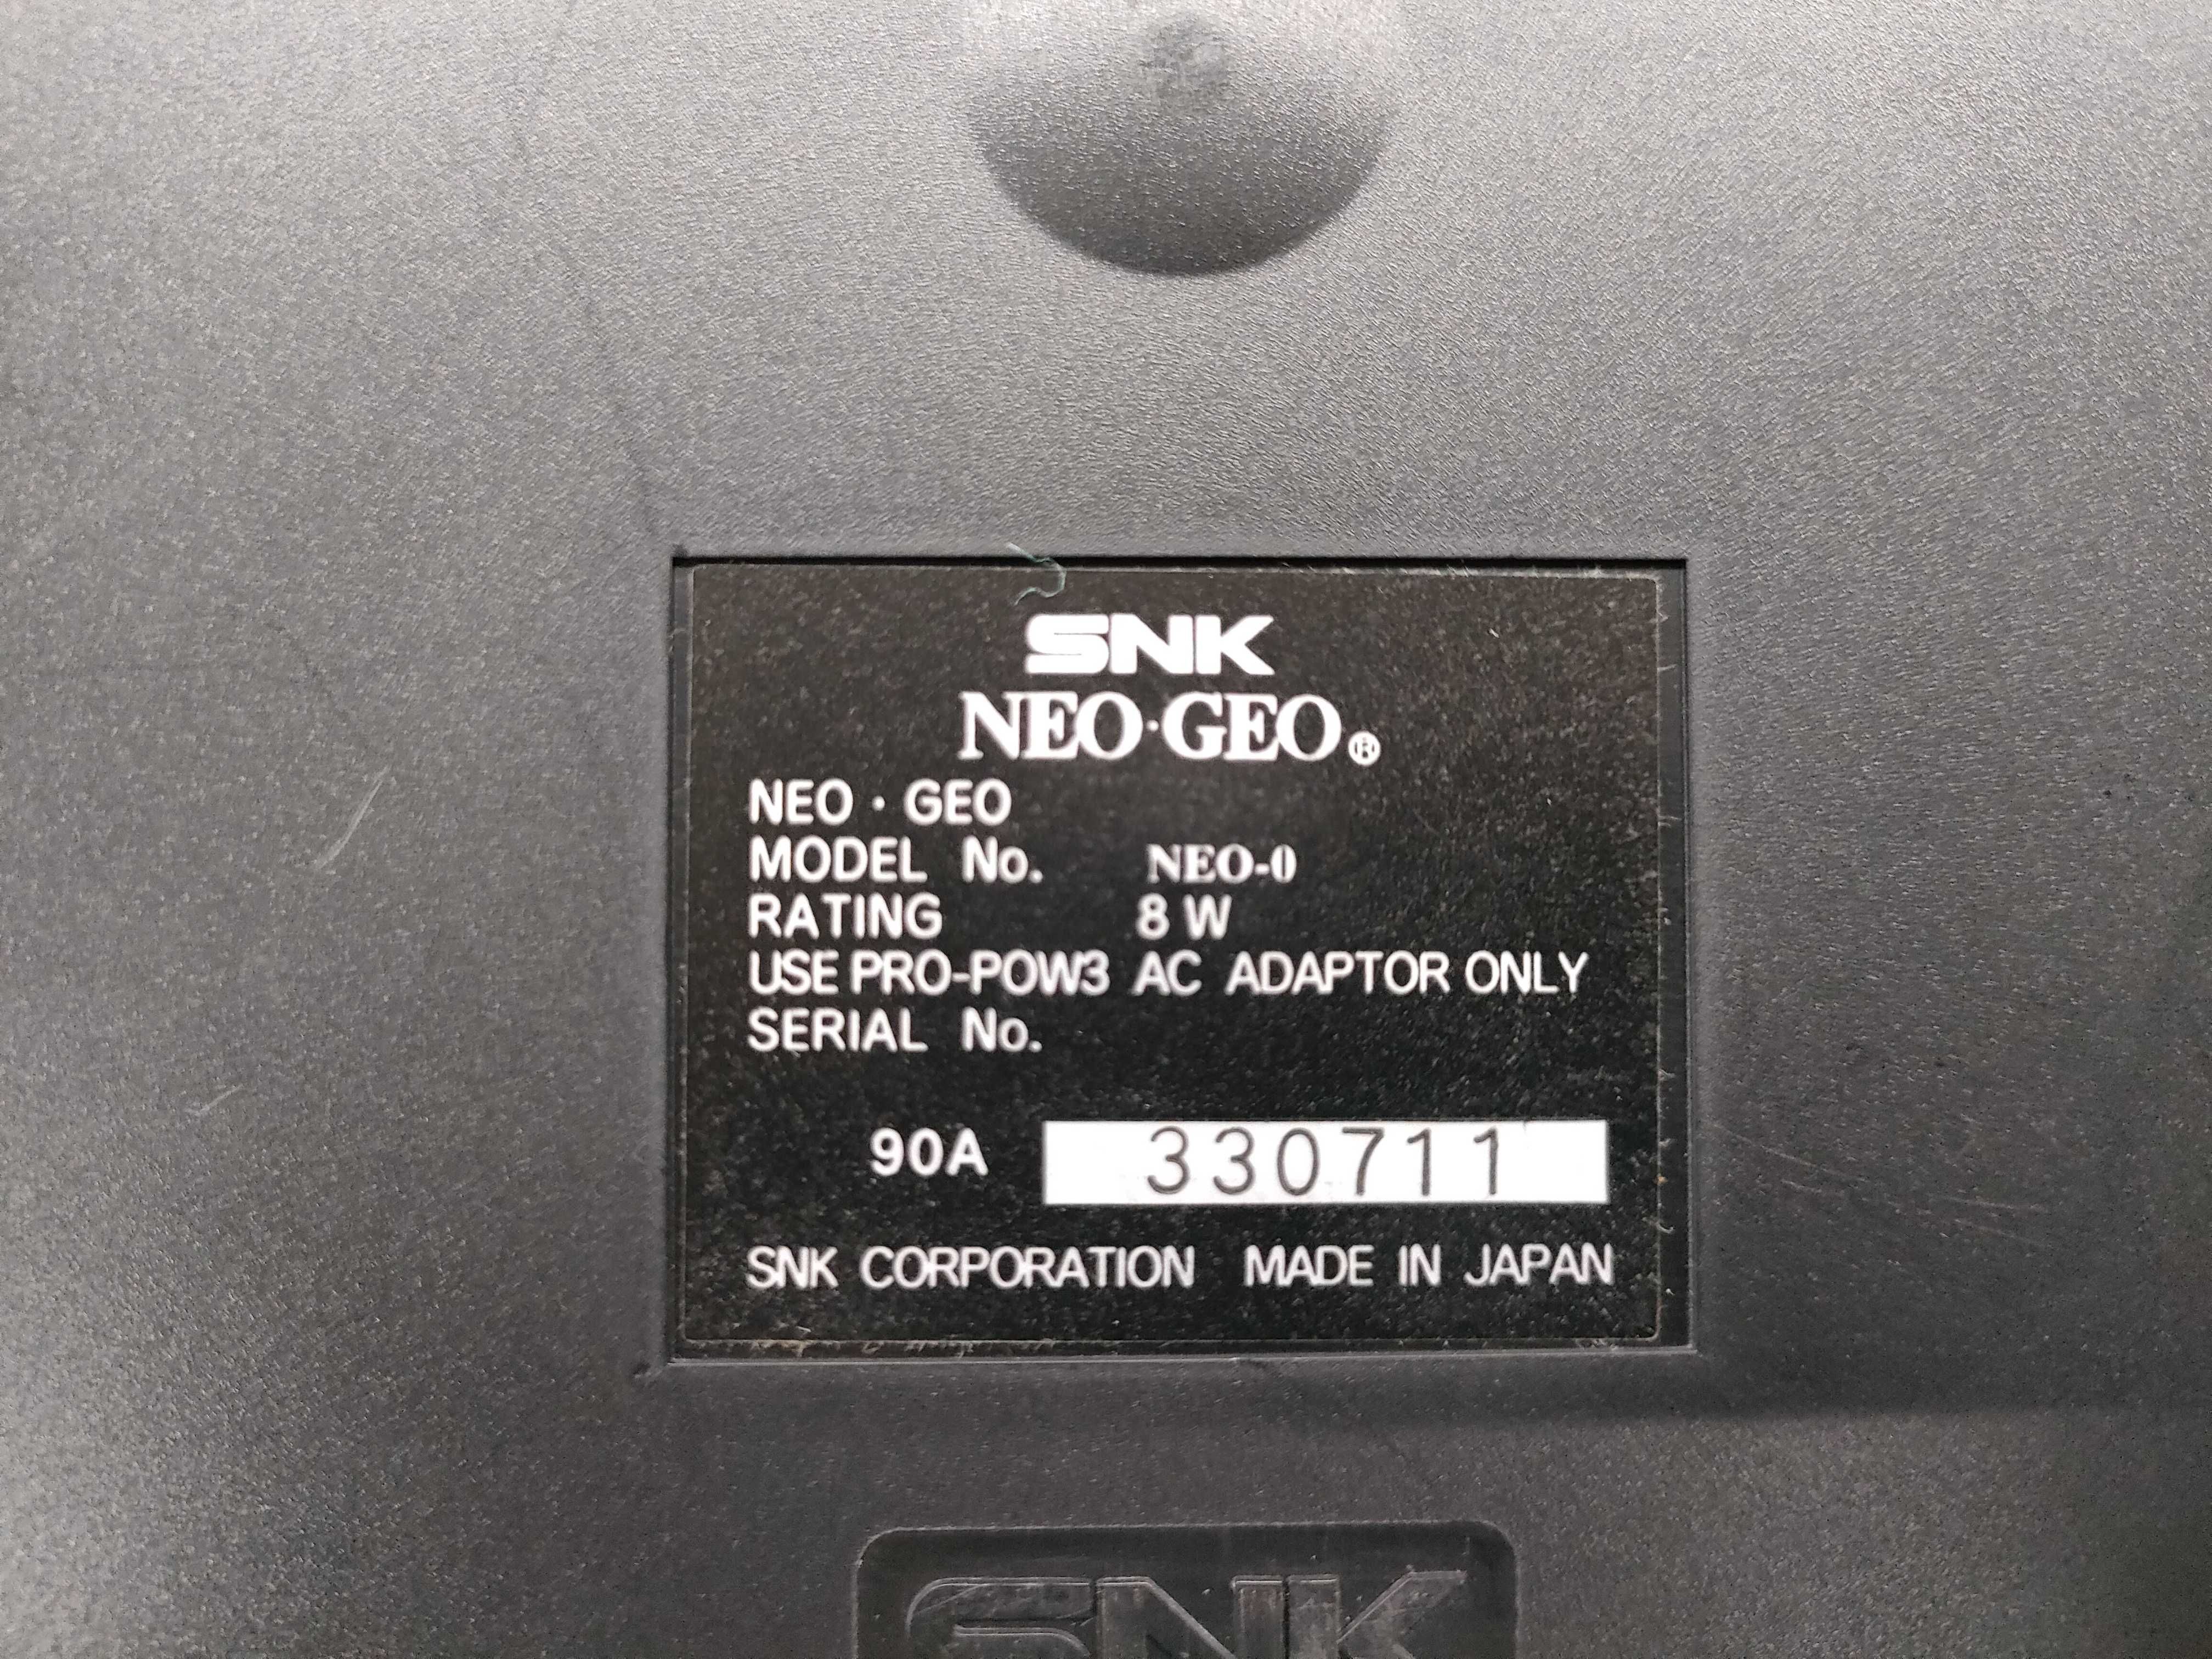 SNK
NEO·GEO®
NEO · GEO
MODEL No. NEO-0
RATING 8 W
USE PRO-POW3 AC ADAPTOR ONLY
SERIAL No.
90A 330711
SNK CORPORATION MADE IN JAPAN
SNK